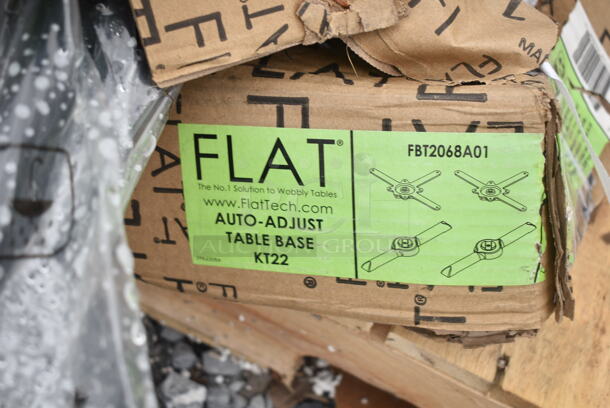 FLAT®
The No.1 Solution to Wobbly Tables
www.FlatTech.com
AUTO-ADJUST
TABLE BASE
KT22
FBT2068A01